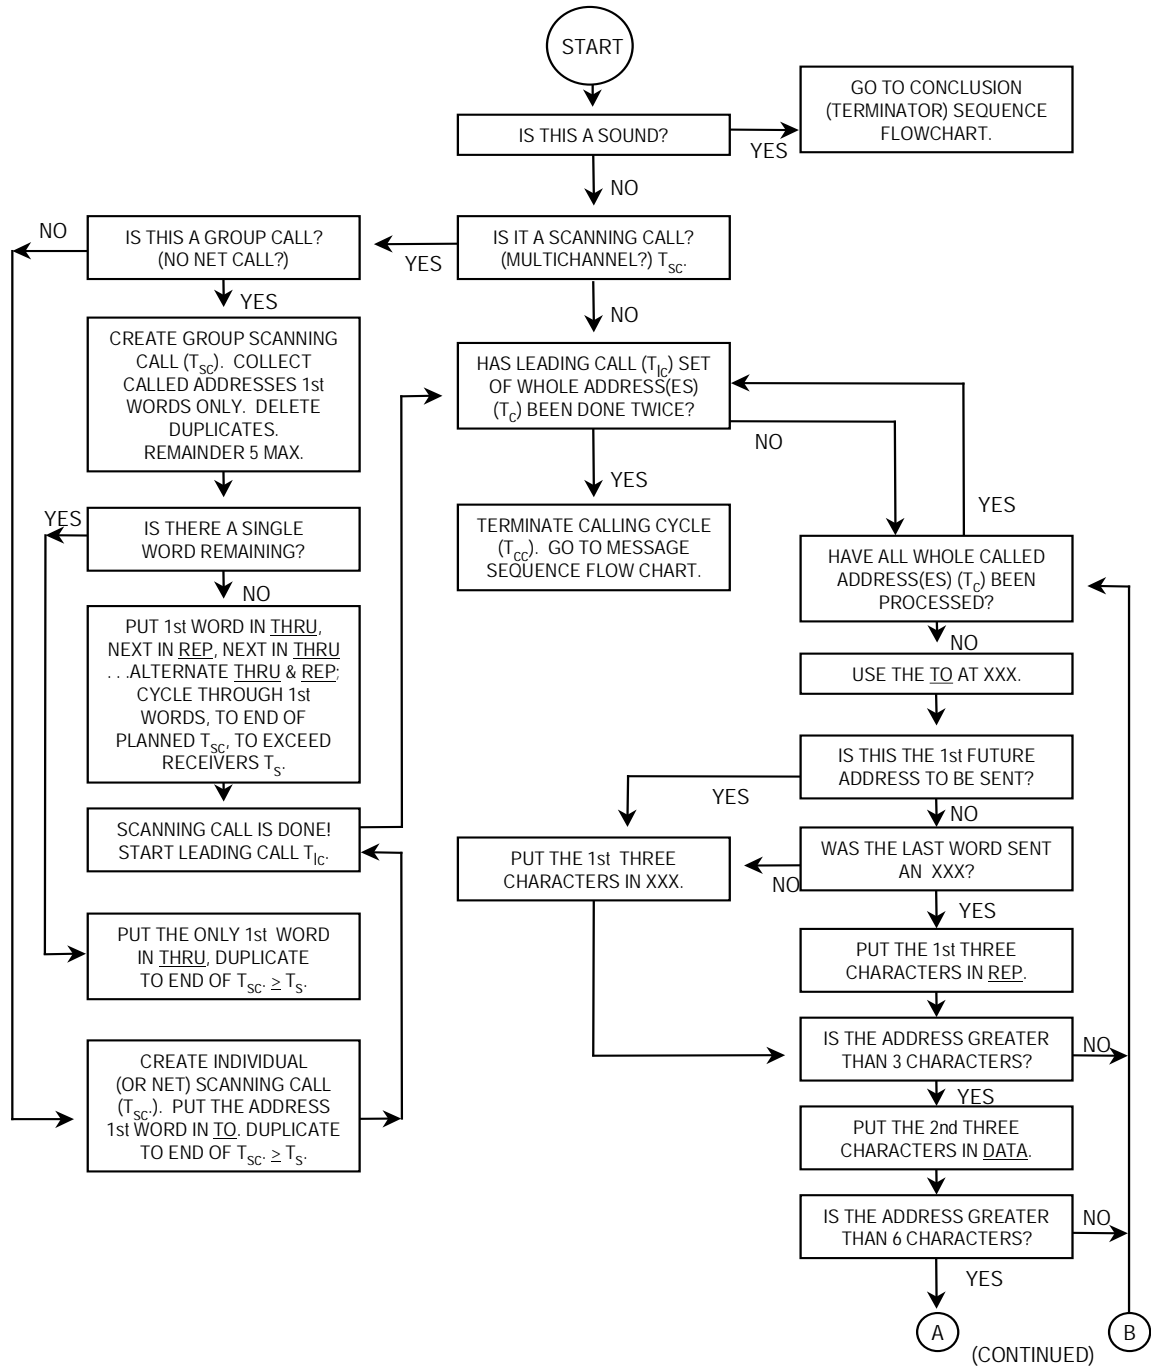 START
GO TO CONCLUSION
(TERMINATOR) SEQUENCE
FLOWCHART.
IS THIS A SOUND?
YES
NO
NO
IS THIS A GROUP CALL?
(NO NET CALL?)
YES
IS IT A SCANNING CALL?
(MULTICHANNEL?) Tsc.
YES
NO
CREATE GROUP SCANNING
CALL (Tsc). COLLECT
CALLED ADDRESSES 1st
WORDS ONLY. DELETE
DUPLICATES.
REMAINDER 5 MAX.
HAS LEADING CALL (Tlc) SET
OF WHOLE ADDRESS(ES)
(Tc) BEEN DONE TWICE?
NO
YES
YES
YES
IS THERE A SINGLE
WORD REMAINING?
NO
TERMINATE CALLING CYCLE
(Tcc). GO TO MESSAGE
SEQUENCE FLOW CHART.
HAVE ALL WHOLE CALLED
ADDRESS(ES) (Tc) BEEN
PROCESSED?
NO
PUT 1st WORD IN THRU,
NEXT IN REP, NEXT IN THRU
. . .ALTERNATE THRU & REP;
CYCLE THROUGH 1st
WORDS, TO END OF
PLANNED Tsc, TO EXCEED
RECEIVERS Ts.
USE THE TO AT XXX.
IS THIS THE 1st FUTURE
ADDRESS TO BE SENT?
YES
NO
SCANNING CALL IS DONE!
START LEADING CALL Tlc.
PUT THE 1st THREE
CHARACTERS IN XXX.
WAS THE LAST WORD SENT
AN XXX?
NO
YES
PUT THE ONLY 1st WORD
IN THRU, DUPLICATE
TO END OF Tsc. ≥ Ts.
PUT THE 1st THREE
CHARACTERS IN REP.
IS THE ADDRESS GREATER
THAN 3 CHARACTERS?
NO
YES
CREATE INDIVIDUAL
(OR NET) SCANNING CALL
(Tsc.). PUT THE ADDRESS
1st WORD IN TO. DUPLICATE
TO END OF Tsc. ≥ Ts.
PUT THE 2nd THREE
CHARACTERS IN DATA.
IS THE ADDRESS GREATER
THAN 6 CHARACTERS?
NO
YES
A
B
(CONTINUED)